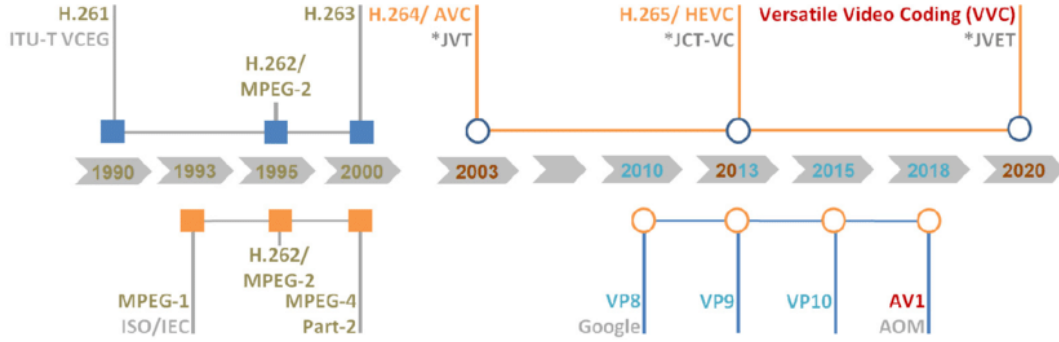 H.261
ITU-T VCEG
H.262/
MPEG-2
H.263
H.264/ AVC
*JVT
H.265/ HEVC
*JCT-VC
Versatile Video Coding (VVC)
*JVET
1990
1993
1995
2000
2003
2010
2013
2015
2018
2020
MPEG-1
ISO/IEC
H.262/
MPEG-2
MPEG-4
Part-2
VP8
Google
VP9
VP10
AV1
AOM